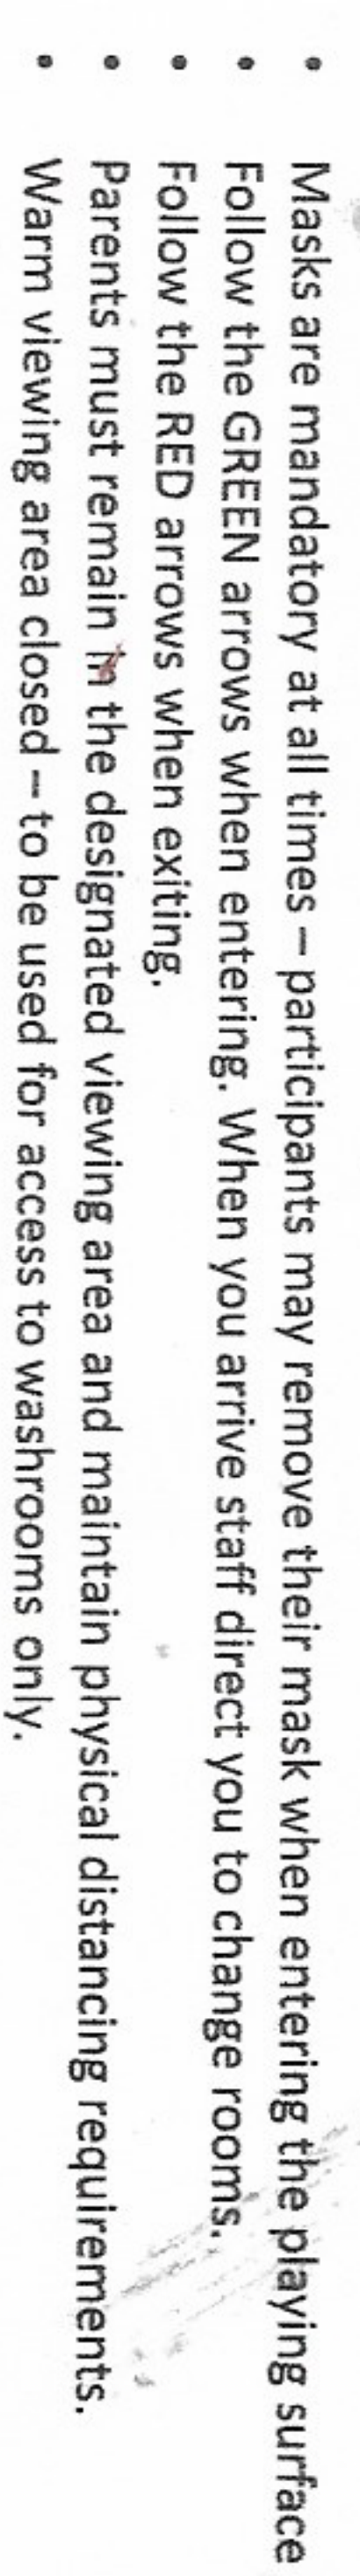 • Masks are mandatory at all times – participants may remove their mask when entering the playing surface
• Follow the GREEN arrows when entering. When you arrive staff direct you to change rooms.
• Follow the RED arrows when exiting.
• Parents must remain in the designated viewing area and maintain physical distancing requirements.
• Warm viewing area closed – to be used for access to washrooms only.